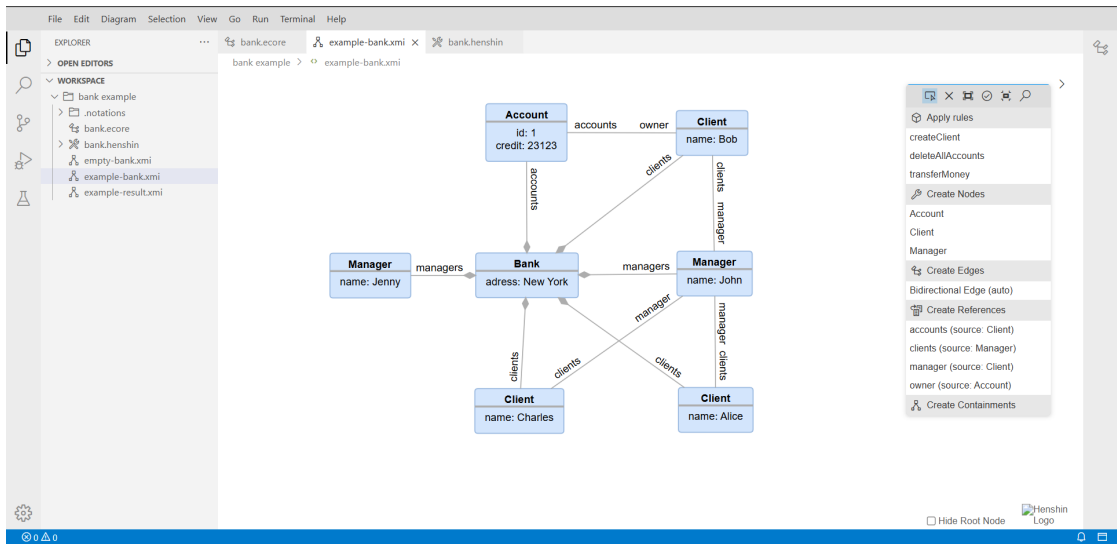 File Edit Diagram Selection View Go Run Terminal Help
EXPLORER
OPEN EDITORS
WORKSPACE
bank example
.notations
bank.ecore
bank.henshin
empty-bank.xmi
example-bank.xmi
example-result.xmi
bank.ecore example-bank.xmi bank.henshin
bank example > example-bank.xmi
Account
id: 1
credit: 23123
accounts owner
Client
name: Bob
clients
clients manager
accounts
Manager
name: Jenny
managers
Bank
adress: New York
managers
Manager
name: John
manager
manager clients
clients
clients
clients
Client
name: Charles
Client
name: Alice
Apply rules
createClient
deleteAllAccounts
transferMoney
Create Nodes
Account
Client
Manager
Create Edges
Bidirectional Edge (auto)
Create References
accounts (source: Client)
clients (source: Manager)
manager (source: Client)
owner (source: Account)
Create Containments
Hide Root Node
Henshin
Logo
0 0